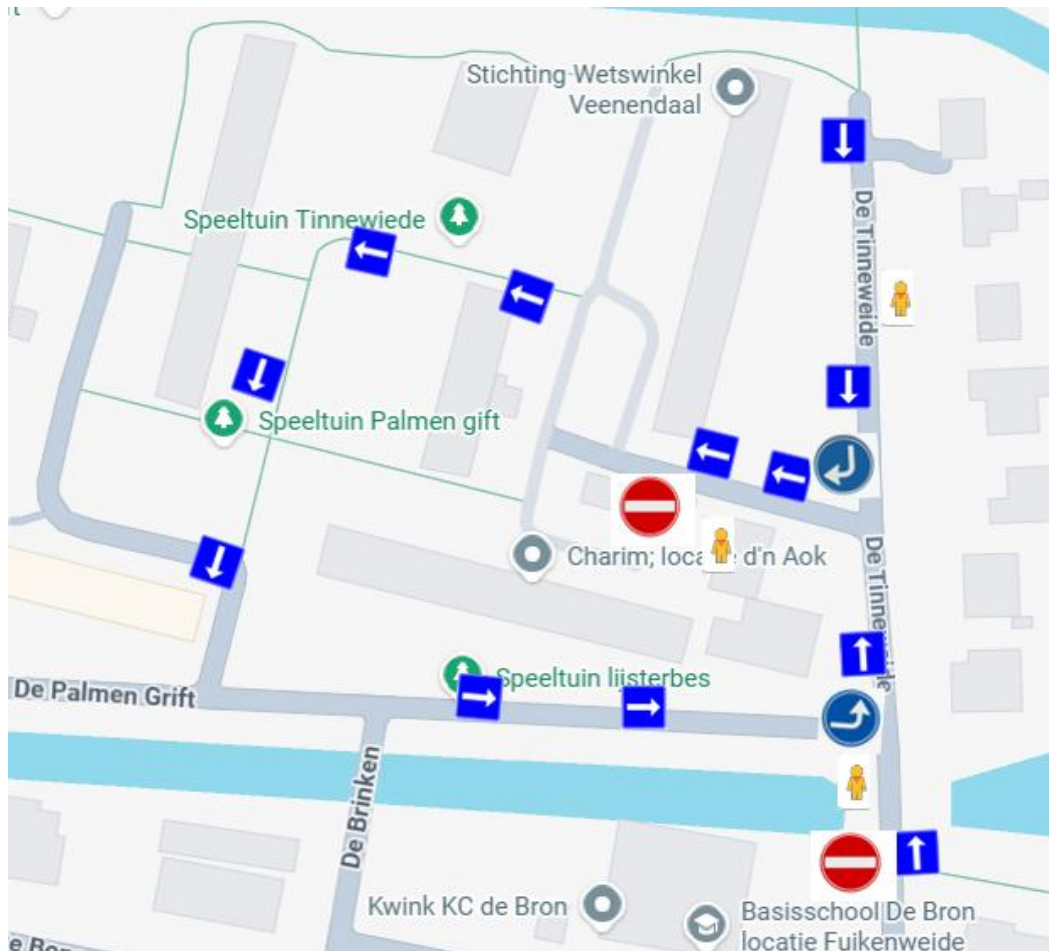 Stichting Wetswinkel
Veenendaal
Speeltuin Tinnewiede
De Tinneweide
Speeltuin Palmen gift
Charim; locatie d'n Aok
De Tinneweide
Speeltuin lijsterbes
De Palmen Grift
De Brinken
Kwink KC de Bron
Basisschool De Bron
locatie Fuikenweide